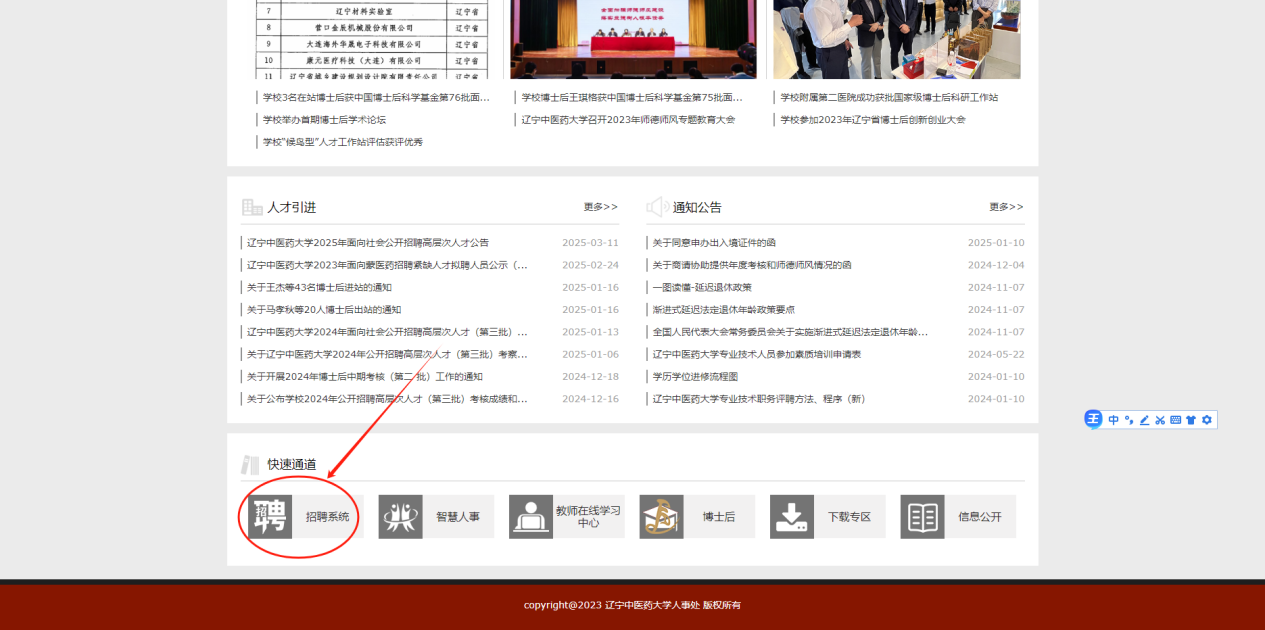 7 辽宁材料实验室 辽宁省
8 营口金辰机械股份有限公司 辽宁省
9 大连海外华晟电子科技有限公司 辽宁省
10 康元医疗科技（大连）有限公司 辽宁省
11 辽宁省城乡建设规划设计院有限责任公司 辽宁省
学校3名在站博士后获中国博士后科学基金第76批面...
学校博士后王琪格获中国博士后科学基金第75批面...
学校附属第二医院成功获批国家级博士后科研工作站
学校举办首期博士后学术论坛
辽宁中医药大学召开2023年师德师风专题教育大会
学校参加2023年辽宁省博士后创新创业大会
学校“候鸟型”人才工作站评估获评优秀
人才引进 更多>>
辽宁中医药大学2025年面向社会公开招聘高层次人才公告 2025-03-11
辽宁中医药大学2023年面向蒙医药招聘紧缺人才拟聘人员公示（... 2025-02-24
关于王杰等43名博士后进站的通知 2025-01-16
关于马孝秋等20人博士后出站的通知 2025-01-16
辽宁中医药大学2024年面向社会公开招聘高层次人才（第三批）... 2025-01-13
关于辽宁中医药大学2024年公开招聘高层次人才（第三批）考察... 2025-01-06
关于开展2024年博士后中期考核（第二批）工作的通知 2024-12-18
关于公布学校2024年公开招聘高层次人才（第三批）考核成绩和... 2024-12-16
通知公告 更多>>
关于同意申办出入境证件的函 2025-01-10
关于商请协助提供年度考核和师德师风情况的函 2024-12-04
一图读懂-延迟退休政策 2024-11-07
渐进式延迟法定退休年龄政策要点 2024-11-07
全国人民代表大会常务委员会关于实施渐进式延迟法定退休年龄... 2024-11-07
辽宁中医药大学专业技术人员参加素质培训申请表 2024-05-22
学历学位进修流程图 2024-01-10
辽宁中医药大学专业技术职务评聘方法、程序（新） 2024-01-10
王 中
快速通道
招聘 招聘系统
智慧人事
教师在线学习
中心
博士后
下载专区
信息公开
copyright@2023 辽宁中医药大学人事处 版权所有